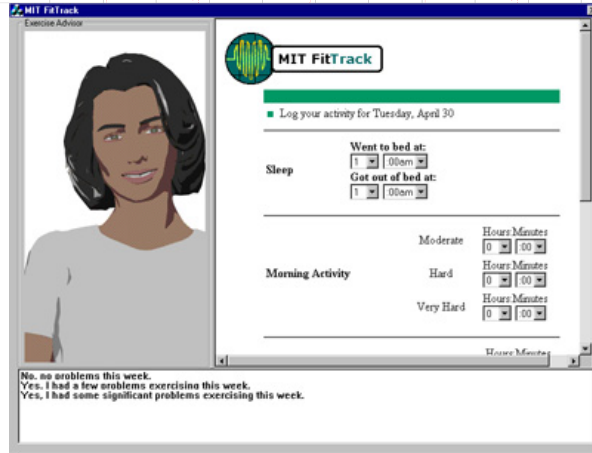 MIT FitTrack
Exercise Advisor
MIT FitTrack
Log your activity for Tuesday, April 30
Went to bed at:
1 :00am
Sleep
Got out of bed at:
1 :00am
Hours:Minutes
Moderate 0 :00
Hours:Minutes
Morning Activity Hard 0 :00
Hours:Minutes
Very Hard 0 :00
Hours:Minutes
No, no problems this week.
Yes, I had a few problems exercising this week.
Yes, I had some significant problems exercising this week.